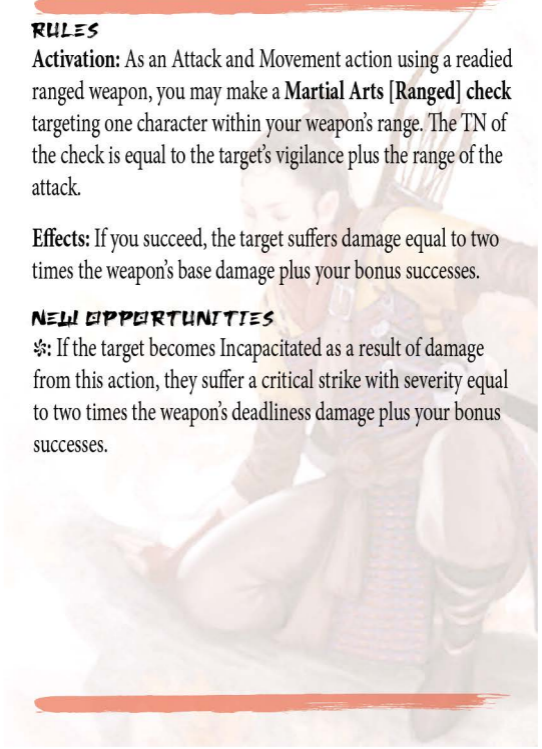 RULES
Activation: As an Attack and Movement action using a readied
ranged weapon, you may make a Martial Arts [Ranged] check
targeting one character within your weapon's range. The TN of
the check is equal to the target's vigilance plus the range of the
attack.
Effects: If you succeed, the target suffers damage equal to two
times the weapon's base damage plus your bonus successes.
NEW OPPORTUNITIES
: If the target becomes Incapacitated as a result of damage
from this action, they suffer a critical strike with severity equal
to two times the weapon's deadliness damage plus your bonus
successes.